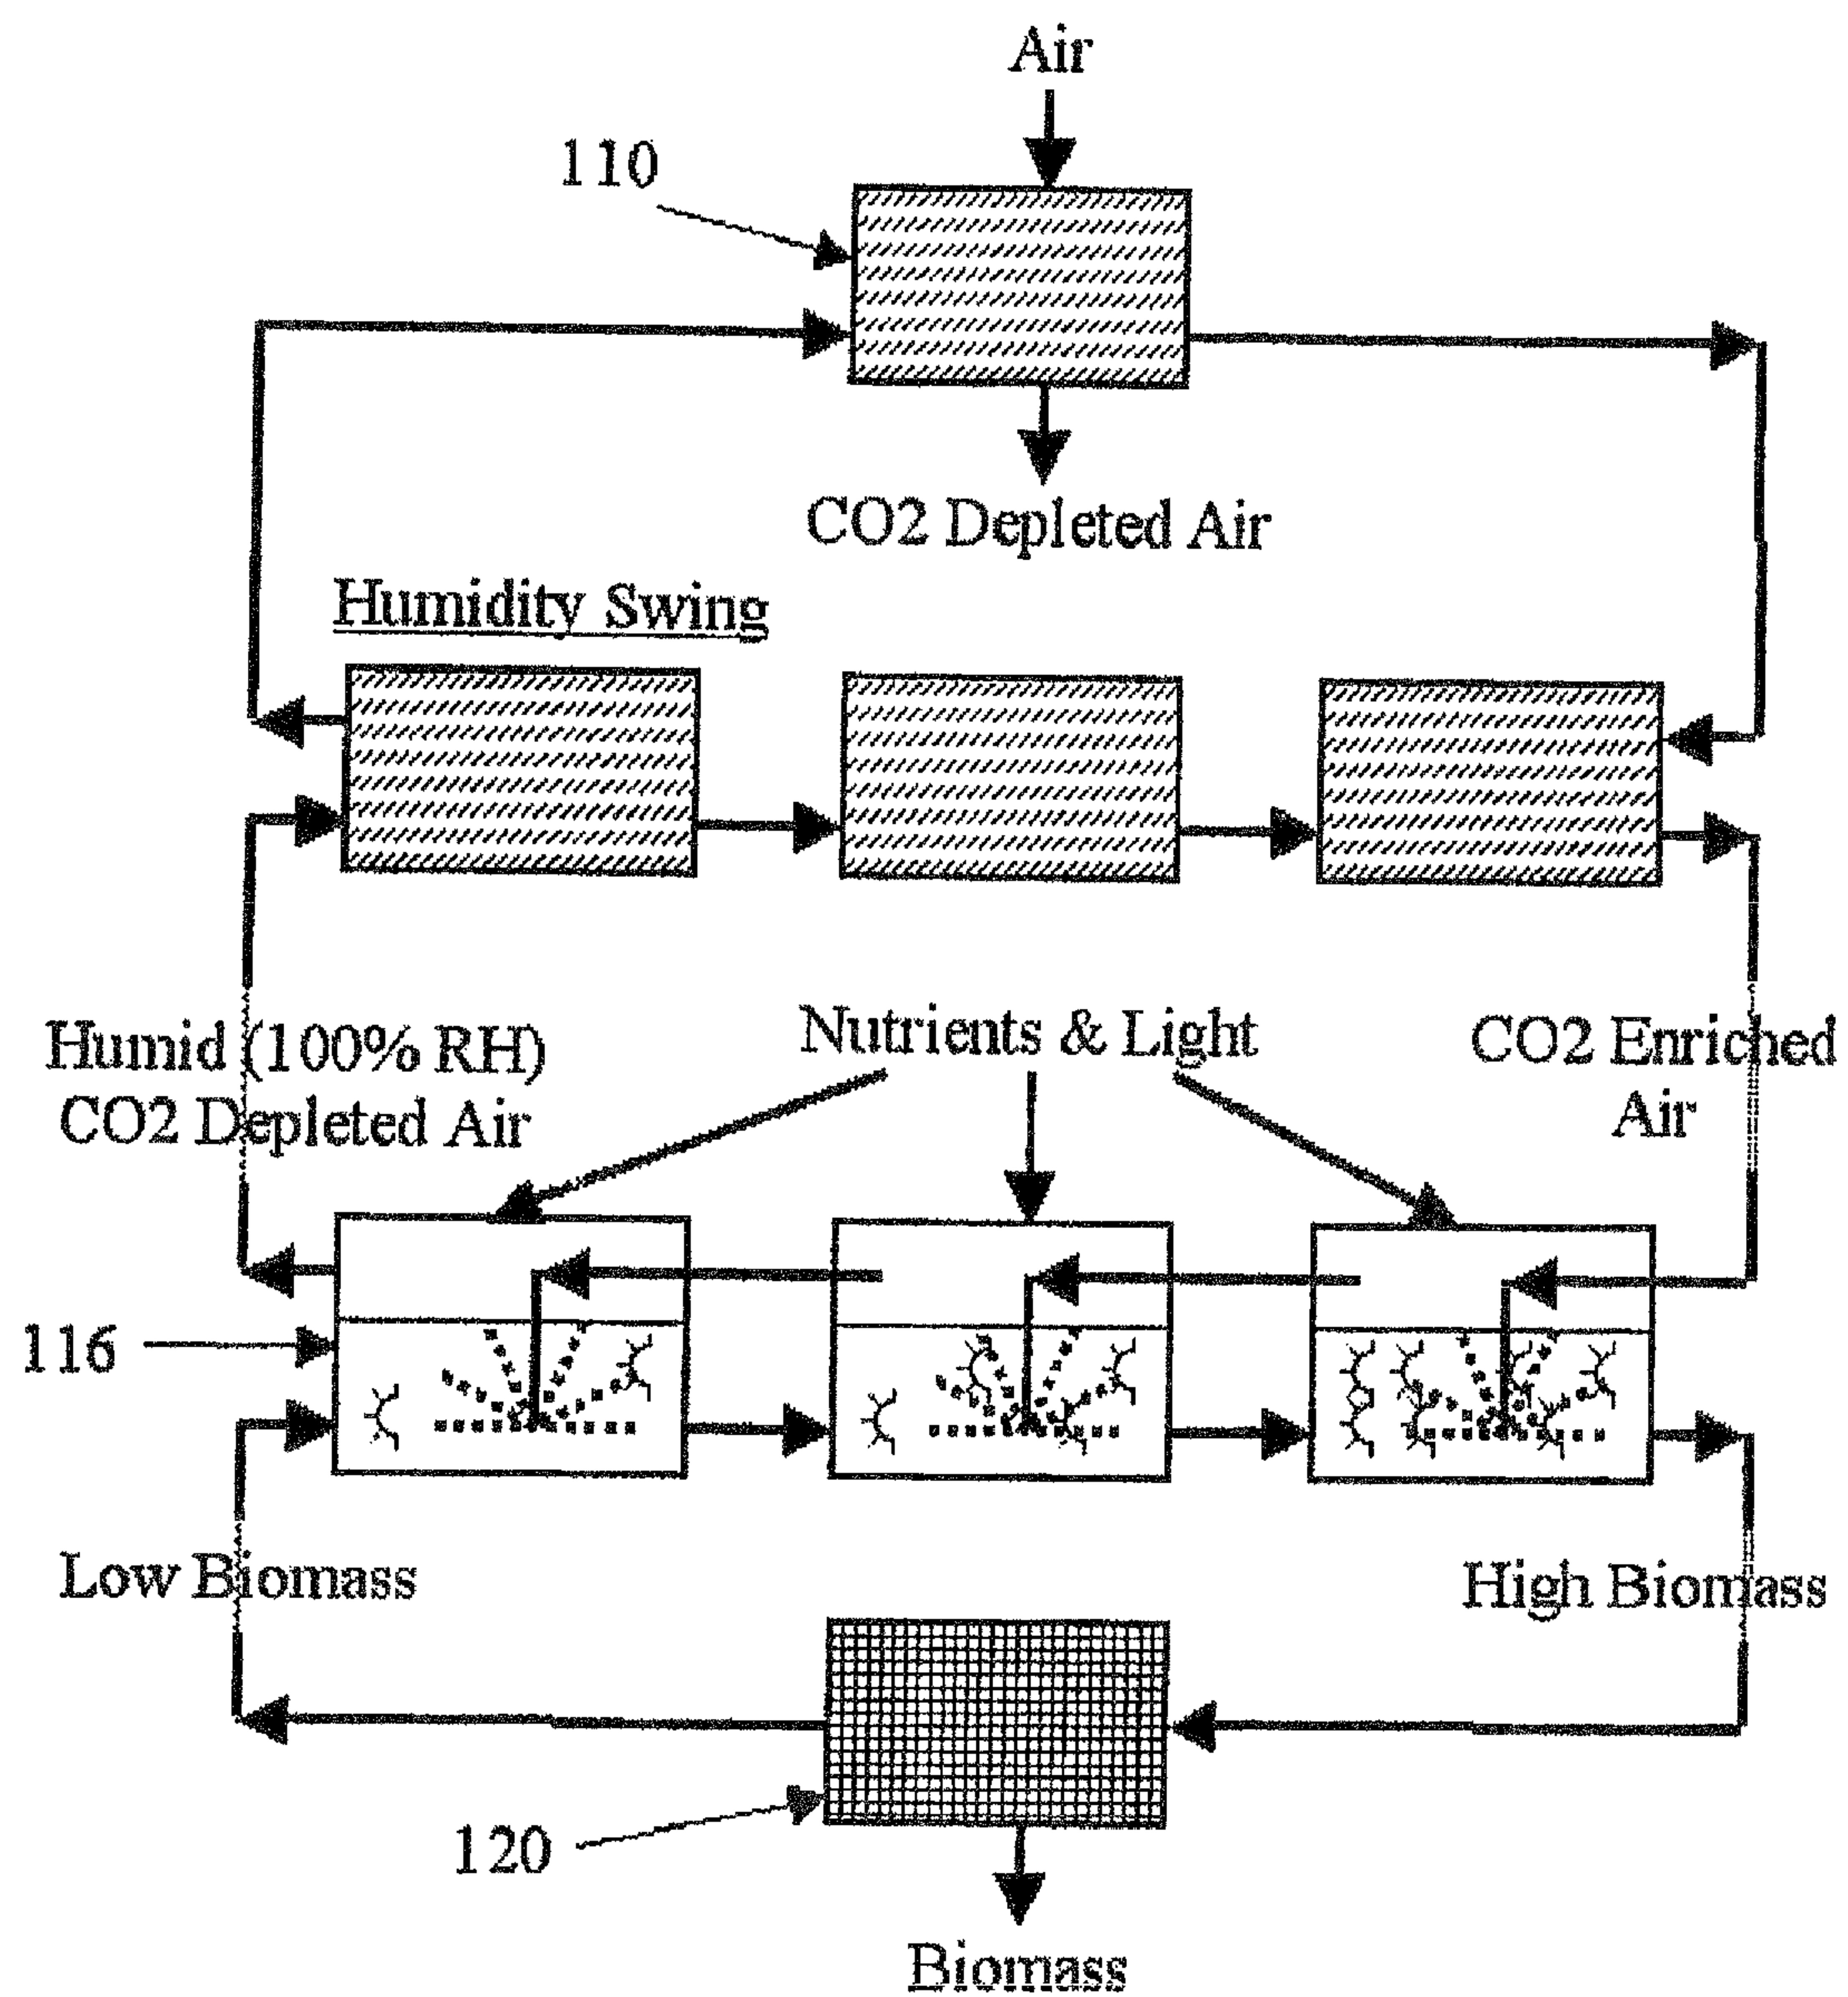 Air
110
CO2 Depleted Air
Humidity Swing
Humid (100% RH)
CO2 Depleted Air
Nutrients & Light
CO2 Enriched
Air
116
Low Biomass
High Biomass
120
Biomass